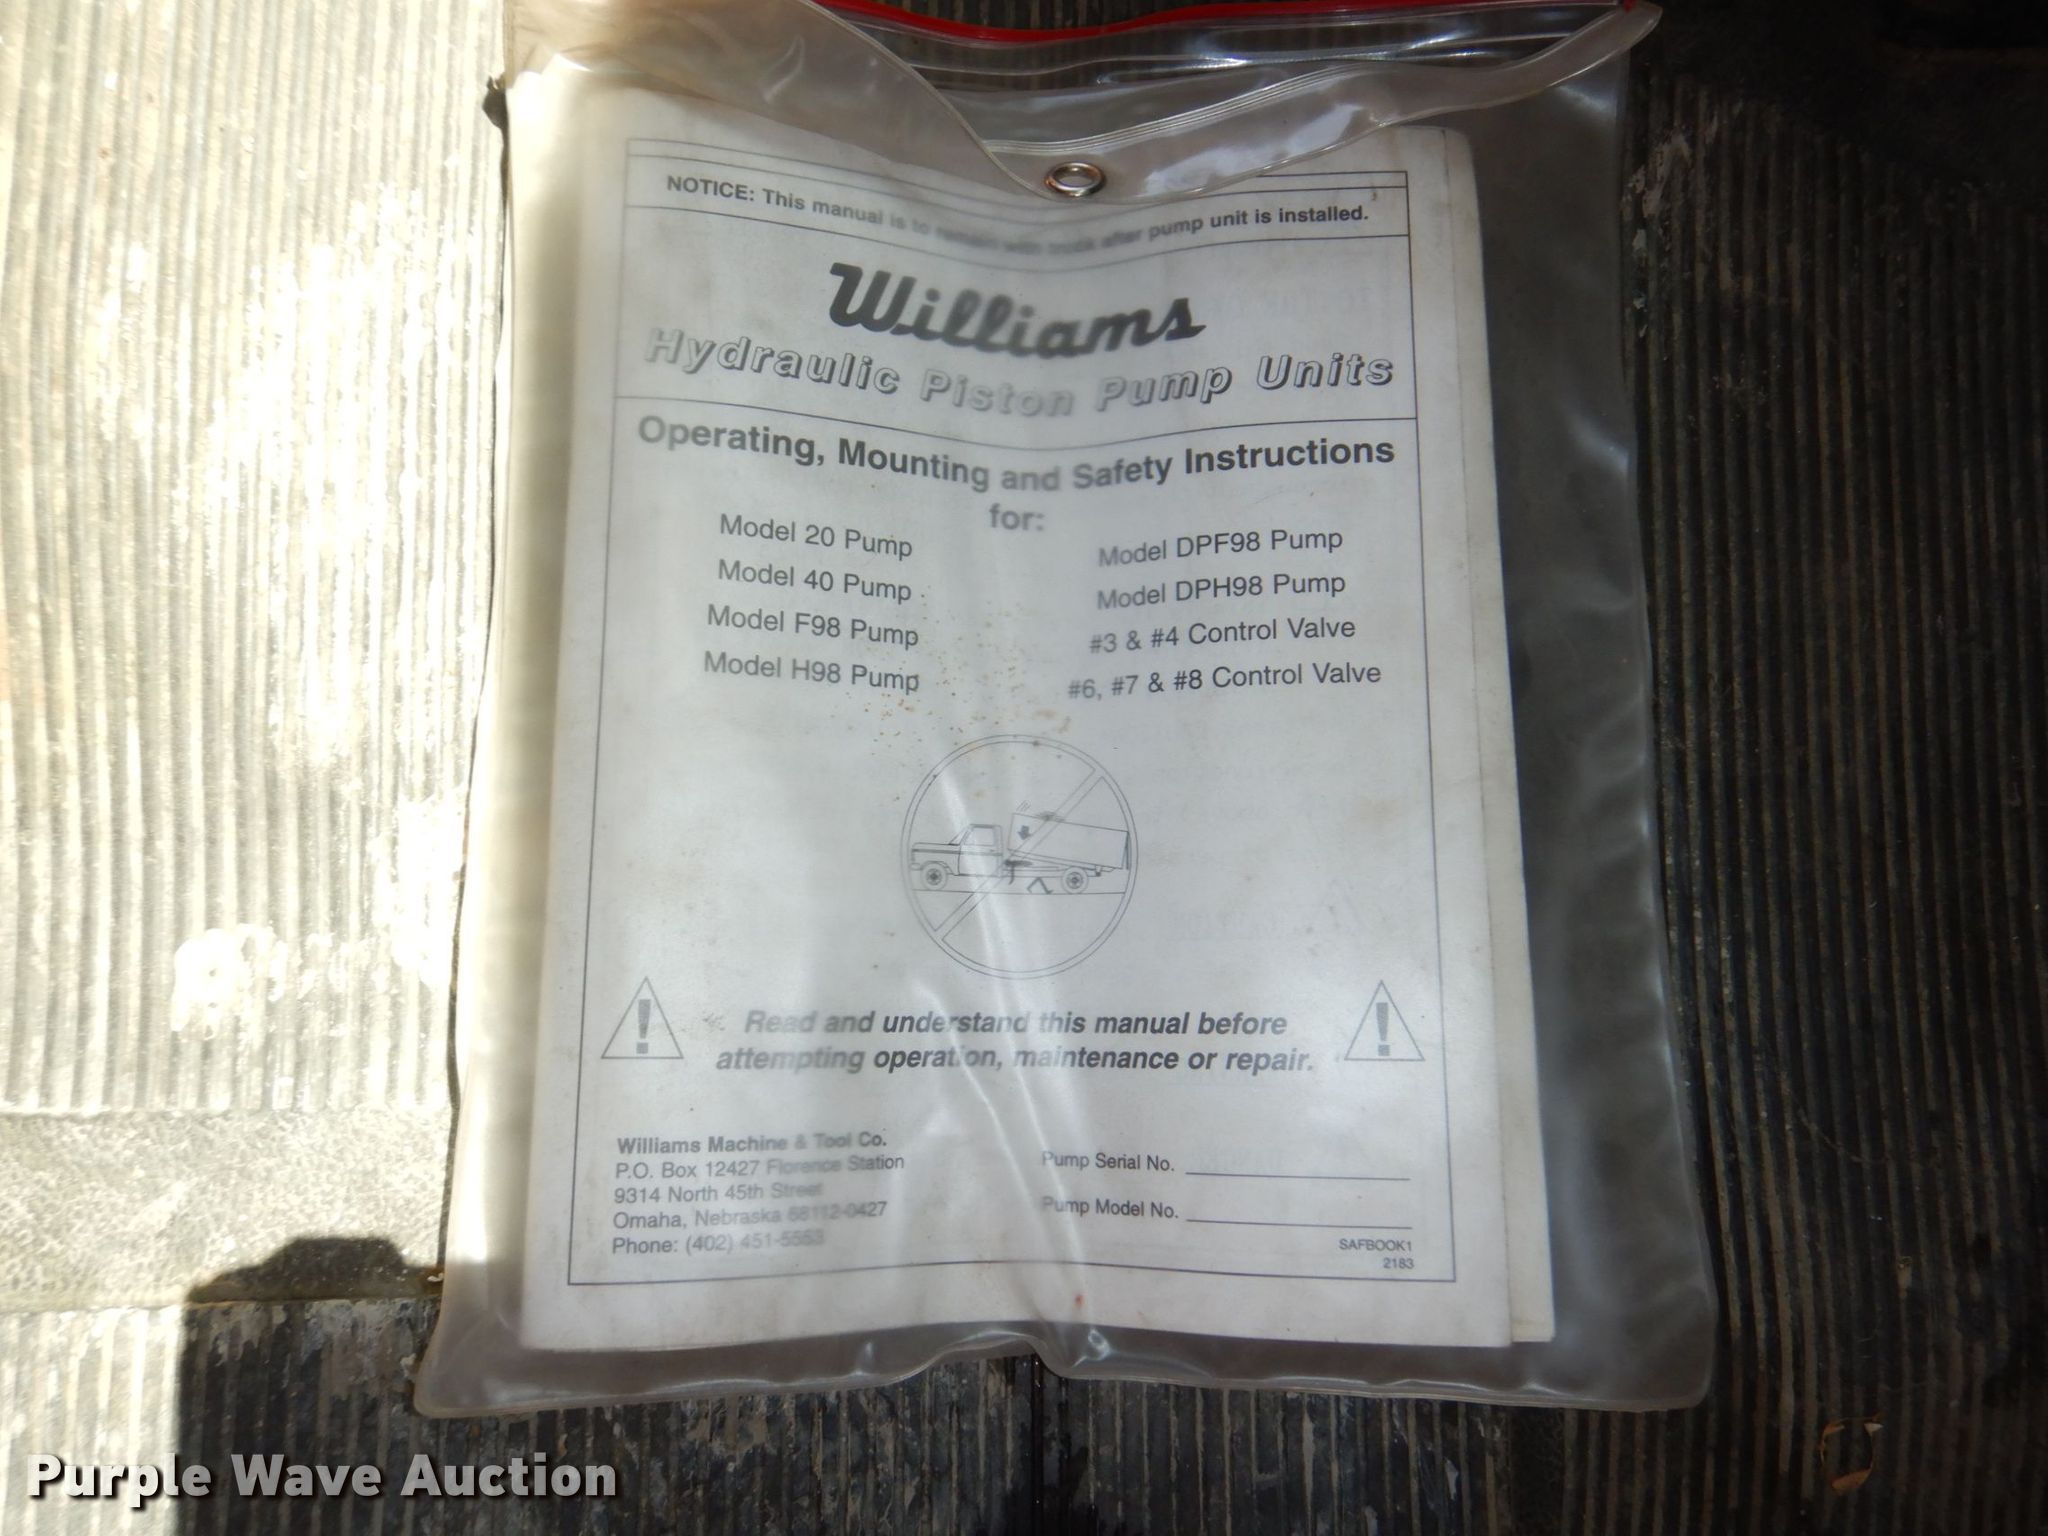 NOTICE: This manual is to remain with truck after pump unit is installed.
Williams
Hydraulic Piston Pump Units
Operating, Mounting and Safety Instructions
for:
Model 20 Pump
Model 40 Pump
Model F98 Pump
Model H98 Pump
Model DPF98 Pump
Model DPH98 Pump
#3 & #4 Control Valve
#6, #7 & #8 Control Valve
Read and understand this manual before
attempting operation, maintenance or repair.
Williams Machine & Tool Co.
P.O. Box 12427 Florence Station
9314 North 45th Street
Omaha, Nebraska 68112-0427
Phone: (402) 451-5553
Pump Serial No.
Pump Model No.
SAFBOOK1
2183
Purple Wave Auction